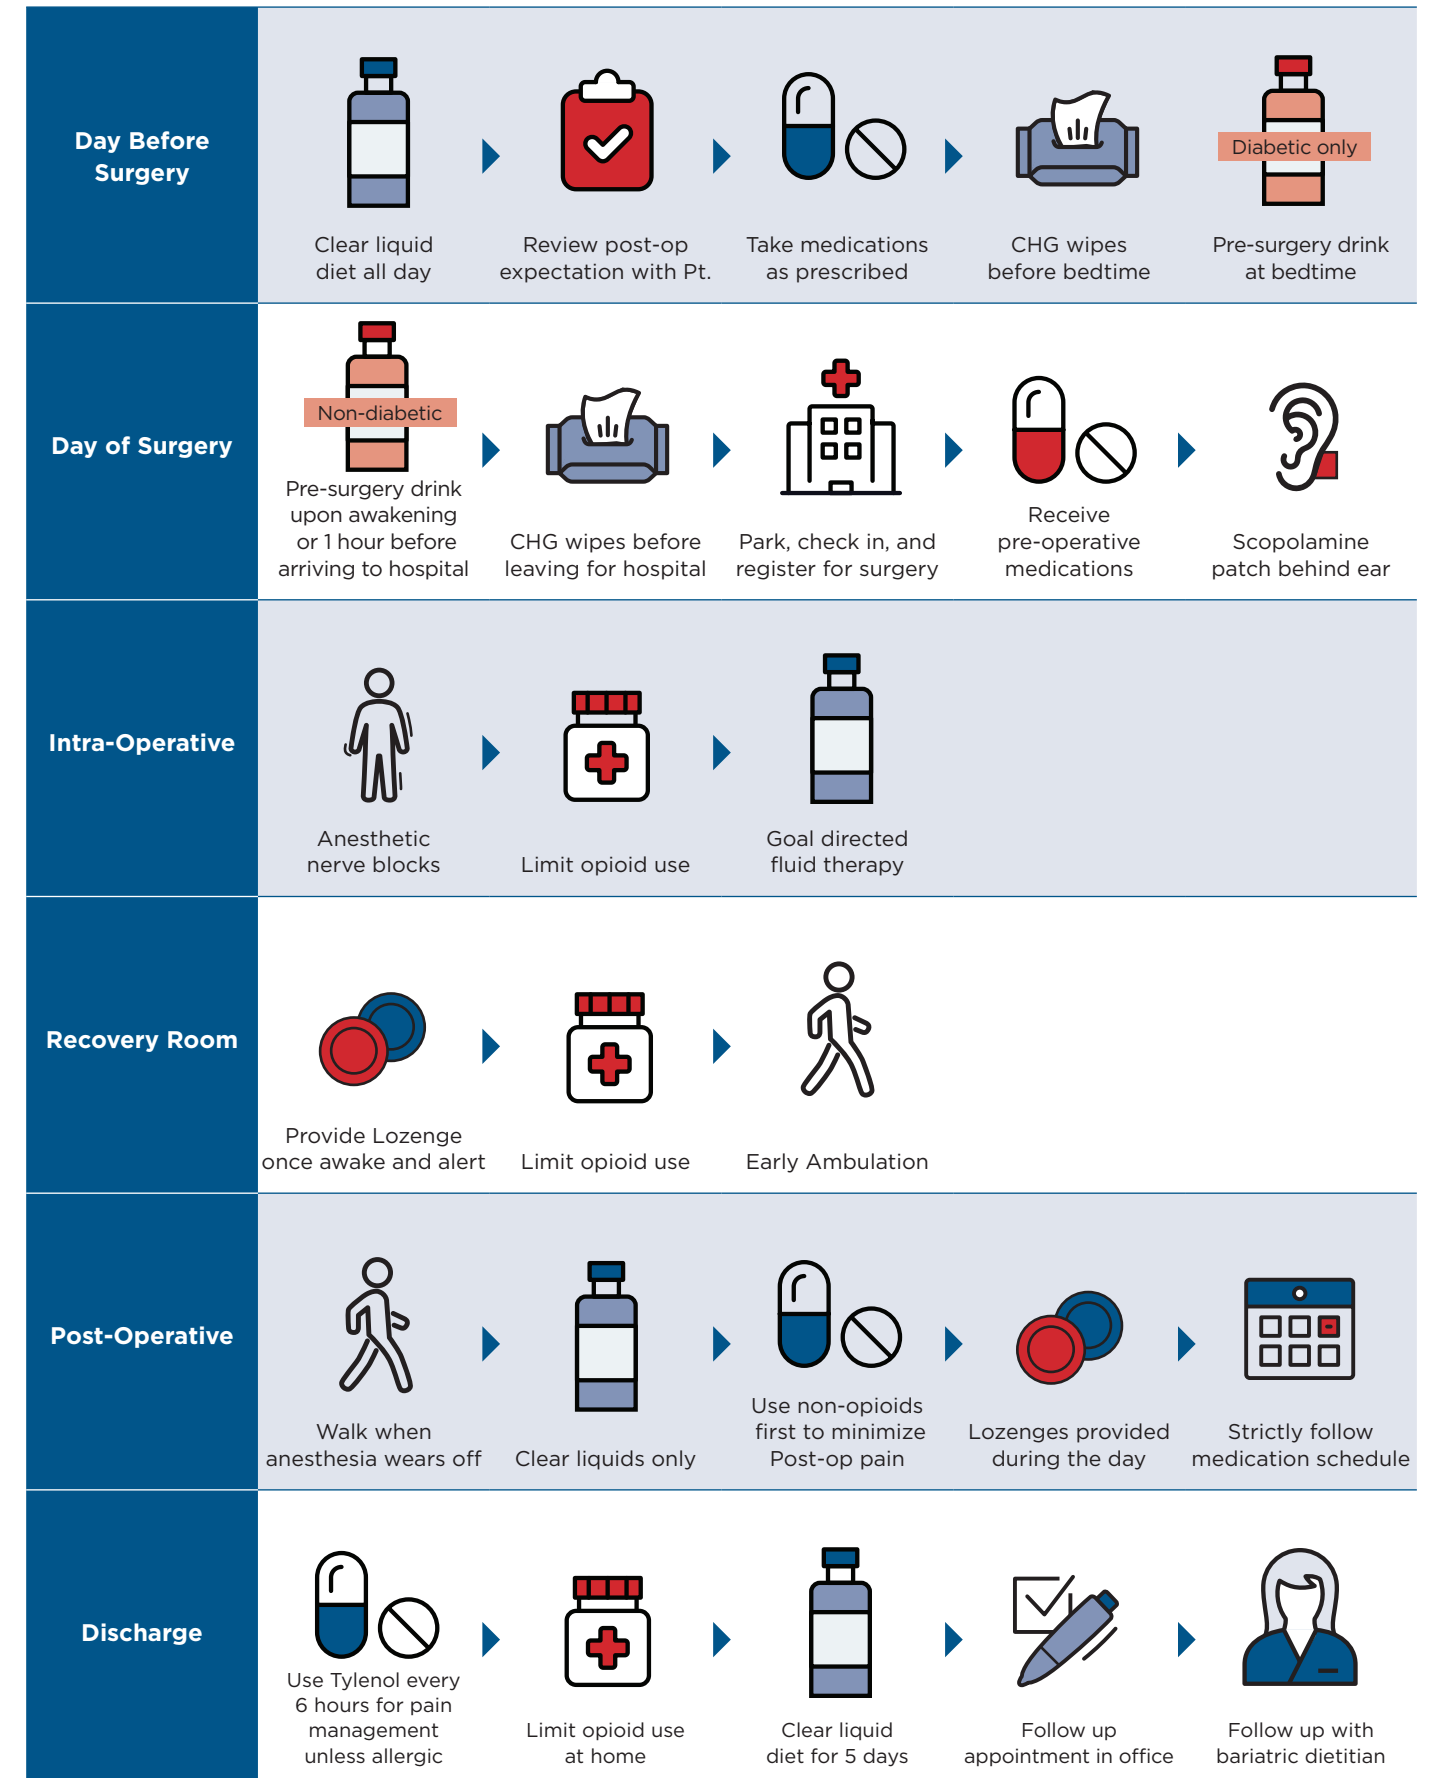 Day Before
Surgery
Clear liquid
diet all day
Review post-op
expectation with Pt.
Take medications
as prescribed
CHG wipes
before bedtime
Diabetic only
Pre-surgery drink
at bedtime
Day of Surgery
Non-diabetic
Pre-surgery drink
upon awakening
or 1 hour before
arriving to hospital
CHG wipes before
leaving for hospital
Park, check in, and
register for surgery
Receive
pre-operative
medications
Scopolamine
patch behind ear
Intra-Operative
Anesthetic
nerve blocks
Limit opioid use
Goal directed
fluid therapy
Recovery Room
Provide Lozenge
once awake and alert
Limit opioid use
Early Ambulation
Post-Operative
Walk when
anesthesia wears off
Clear liquids only
Use non-opioids
first to minimize
Post-op pain
Lozenges provided
during the day
Strictly follow
medication schedule
Discharge
Use Tylenol every
6 hours for pain
management
unless allergic
Limit opioid use
at home
Clear liquid
diet for 5 days
Follow up
appointment in office
Follow up with
bariatric dietitian